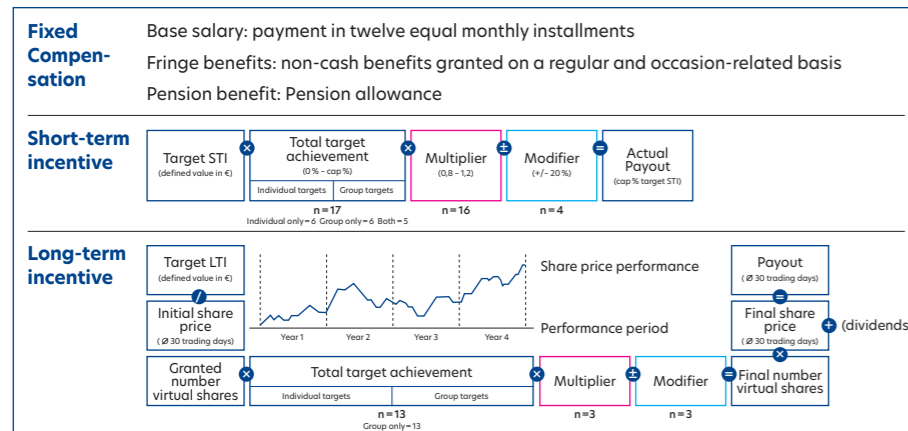 Fixed
Compen-
sation
Base salary: payment in twelve equal monthly installments
Fringe benefits: non-cash benefits granted on a regular and occasion-related basis
Pension benefit: Pension allowance
Short-term
incentive
Target STI
(defined value in €)
×
Total target
achievement
(0 % – cap %)
Individual targets
Group targets
×
Multiplier
(0,8 – 1,2)
±
Modifier
(+/– 20 %)
=
Actual
Payout
(cap % target STI)
n = 17
Individual only = 6 Group only = 6 Both = 5
n = 16
n = 4
Long-term
incentive
Target LTI
(defined value in €)
/
Initial share
price
(Ø 30 trading days)
Share price performance
Performance period
Year 1
Year 2
Year 3
Year 4
Payout
(Ø 30 trading days)
=
Final share
price
(Ø 30 trading days)
+
(dividends
×
Granted
number
virtual shares
×
Total target achievement
Individual targets
Group targets
×
Multiplier
±
Modifier
=
Final number
virtual shares
n = 13
Group only = 13
n = 3
n = 3